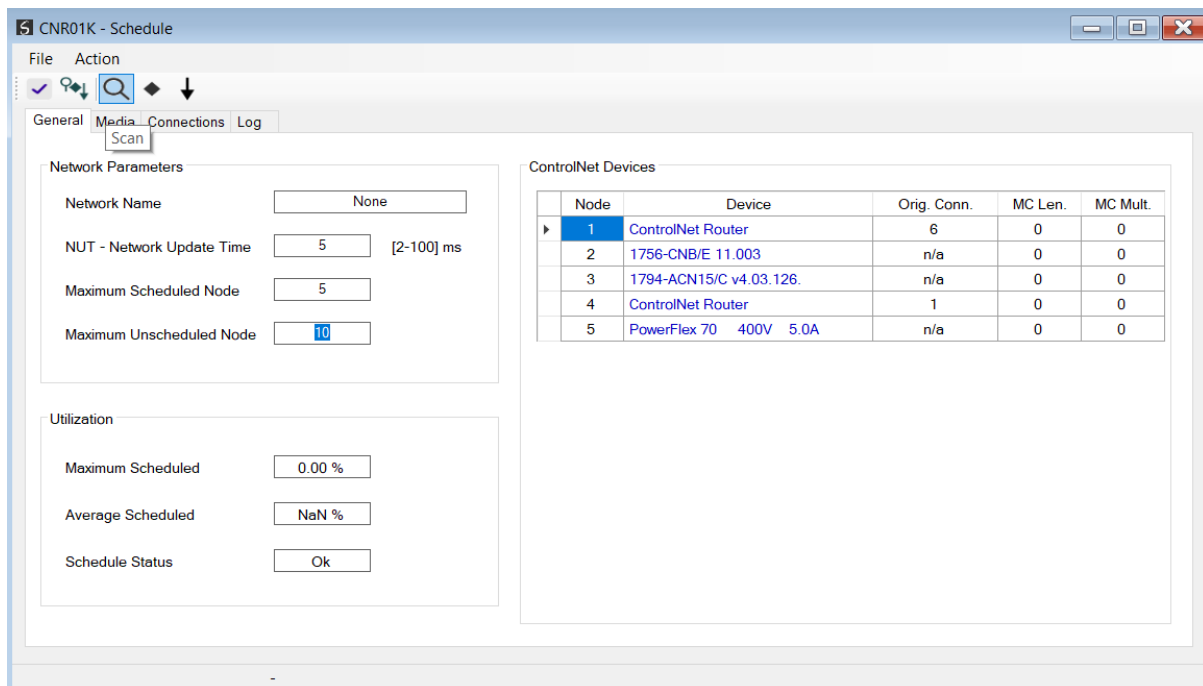 CNR01K - Schedule
File Action
General Media Connections Log
Scan
Network Parameters
Network Name None
NUT - Network Update Time 5 [2-100] ms
Maximum Scheduled Node 5
Maximum Unscheduled Node 10
Utilization
Maximum Scheduled 0.00 %
Average Scheduled NaN %
Schedule Status Ok
ControlNet Devices
Node Device Orig. Conn. MC Len. MC Mult.
1 ControlNet Router 6 0 0
2 1756-CNB/E 11.003 n/a 0 0
3 1794-ACN15/C v4.03.126. n/a 0 0
4 ControlNet Router 1 0 0
5 PowerFlex 70 400V 5.0A n/a 0 0
-